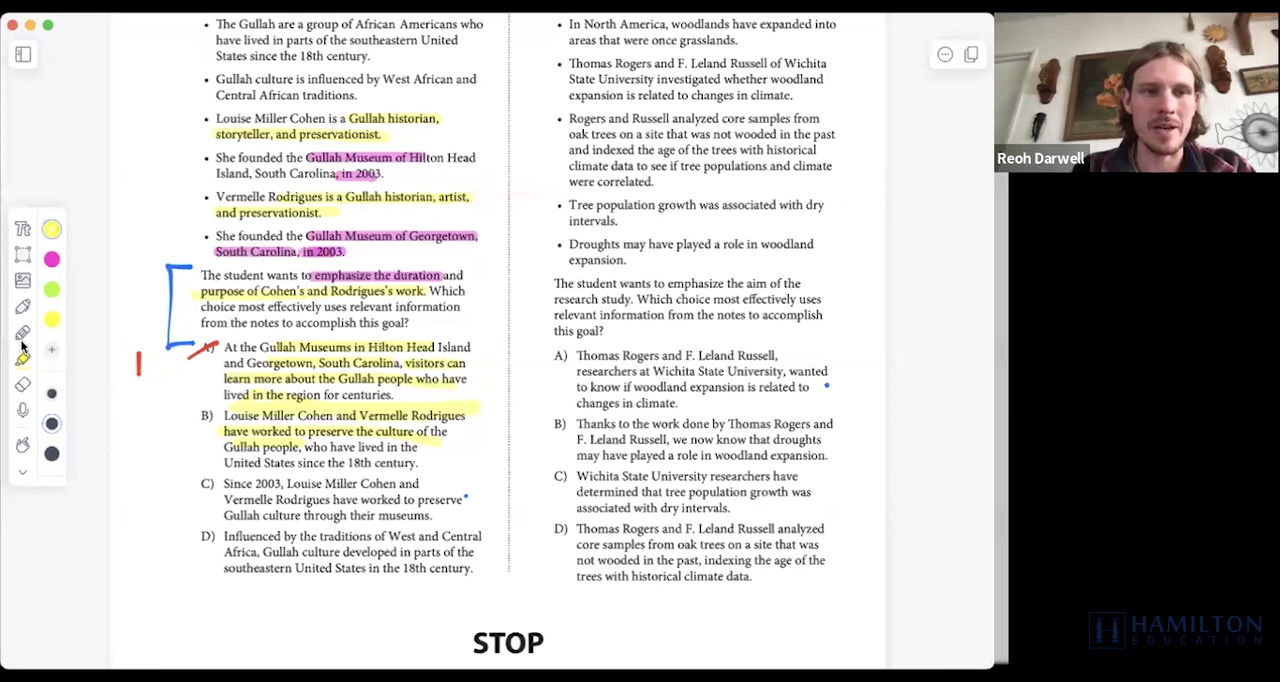 • The Gullah are a group of African Americans who
have lived in parts of the southeastern United
States since the 18th century.
• Gullah culture is influenced by West African and
Central African traditions.
• Louise Miller Cohen is a Gullah historian,
storyteller, and preservationist.
• She founded the Gullah Museum of Hilton Head
Island, South Carolina, in 2003.
• Vermelle Rodrigues is a Gullah historian, artist,
and preservationist.
• She founded the Gullah Museum of Georgetown,
South Carolina, in 2003.
The student wants to emphasize the duration and
purpose of Cohen's and Rodrigues's work. Which
choice most effectively uses relevant information
from the notes to accomplish this goal?
A) At the Gullah Museums in Hilton Head Island
and Georgetown, South Carolina, visitors can
learn more about the Gullah people who have
lived in the region for centuries.
B) Louise Miller Cohen and Vermelle Rodrigues
have worked to preserve the culture of the
Gullah people, who have lived in the
United States since the 18th century.
C) Since 2003, Louise Miller Cohen and
Vermelle Rodrigues have worked to preserve
Gullah culture through their museums.
D) Influenced by the traditions of West and Central
Africa, Gullah culture developed in parts of the
southeastern United States in the 18th century.
• In North America, woodlands have expanded into
areas that were once grasslands.
• Thomas Rogers and F. Leland Russell of Wichita
State University investigated whether woodland
expansion is related to changes in climate.
• Rogers and Russell analyzed core samples from
oak trees on a site that was not wooded in the past
and indexed the age of the trees with historical
climate data to see if tree populations and climate
were correlated.
• Tree population growth was associated with dry
intervals.
• Droughts may have played a role in woodland
expansion.
The student wants to emphasize the aim of the
research study. Which choice most effectively uses
relevant information from the notes to accomplish
this goal?
A) Thomas Rogers and F. Leland Russell,
researchers at Wichita State University, wanted
to know if woodland expansion is related to
changes in climate.
B) Thanks to the work done by Thomas Rogers and
F. Leland Russell, we now know that droughts
may have played a role in woodland expansion.
C) Wichita State University researchers have
determined that tree population growth was
associated with dry intervals.
D) Thomas Rogers and F. Leland Russell analyzed
core samples from oak trees on a site that was
not wooded in the past, indexing the age of the
trees with historical climate data.
STOP
Tt
Reoh Darwell
HAMILTON
EDUCATION